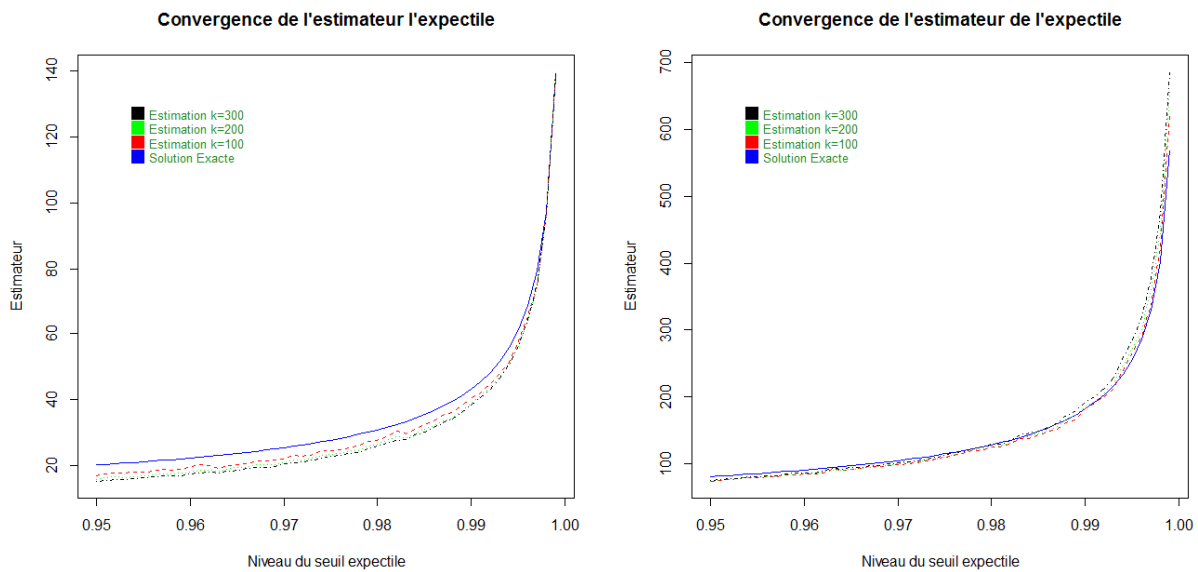 Convergence de l'estimateur l'expectile
140
120
100
80
60
40
20
Estimateur
Estimation k=300
Estimation k=200
Estimation k=100
Solution Exacte
0.95
0.96
0.97
0.98
0.99
1.00
Niveau du seuil expectile
Convergence de l'estimateur de l'expectile
700
600
500
400
300
200
100
Estimateur
Estimation k=300
Estimation k=200
Estimation k=100
Solution Exacte
0.95
0.96
0.97
0.98
0.99
1.00
Niveau du seuil expectile